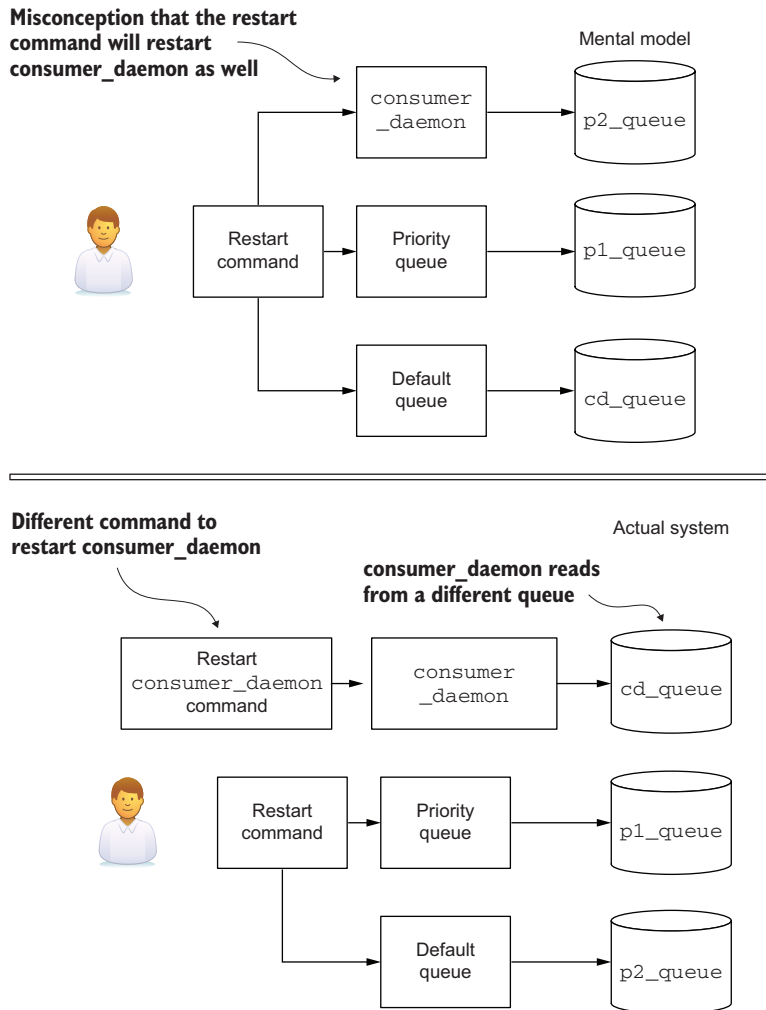 Misconception that the restart
command will restart
consumer_daemon as well
Mental model
consumer
_daemon
p2_queue
Restart
command
Priority
queue
p1_queue
Default
queue
cd_queue
Different command to
restart consumer_daemon
Actual system
consumer_daemon reads
from a different queue
Restart
consumer_daemon
command
consumer
_daemon
cd_queue
Restart
command
Priority
queue
p1_queue
Default
queue
p2_queue